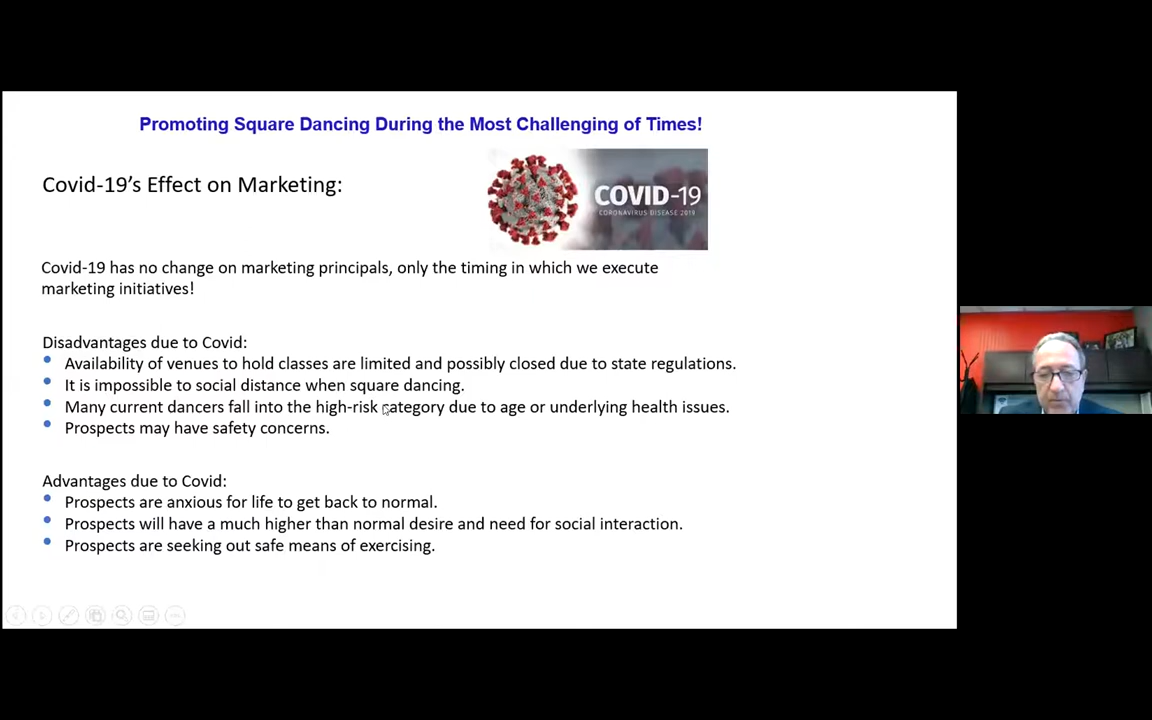 Promoting Square Dancing During the Most Challenging of Times!
Covid-19’s Effect on Marketing:
COVID-19
CORONAVIRUS DISEASE 2019
Covid-19 has no change on marketing principals, only the timing in which we execute
marketing initiatives!
Disadvantages due to Covid:
• Availability of venues to hold classes are limited and possibly closed due to state regulations.
• It is impossible to social distance when square dancing.
• Many current dancers fall into the high-risk category due to age or underlying health issues.
• Prospects may have safety concerns.
Advantages due to Covid:
• Prospects are anxious for life to get back to normal.
• Prospects will have a much higher than normal desire and need for social interaction.
• Prospects are seeking out safe means of exercising.